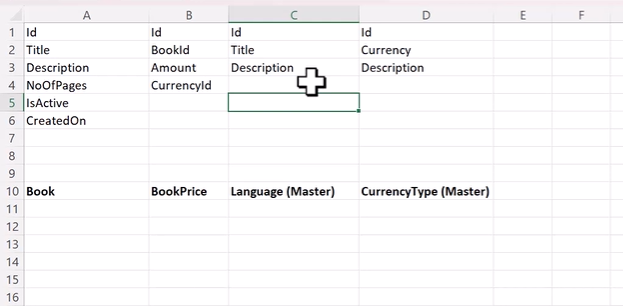 A B C D E F
1 Id Id Id Id
2 Title BookId Title Currency
3 Description Amount Description Description
4 NoOfPages CurrencyId
5 IsActive
6 CreatedOn
7
8
9
10 Book BookPrice Language (Master) CurrencyType (Master)
11
12
13
14
15
16